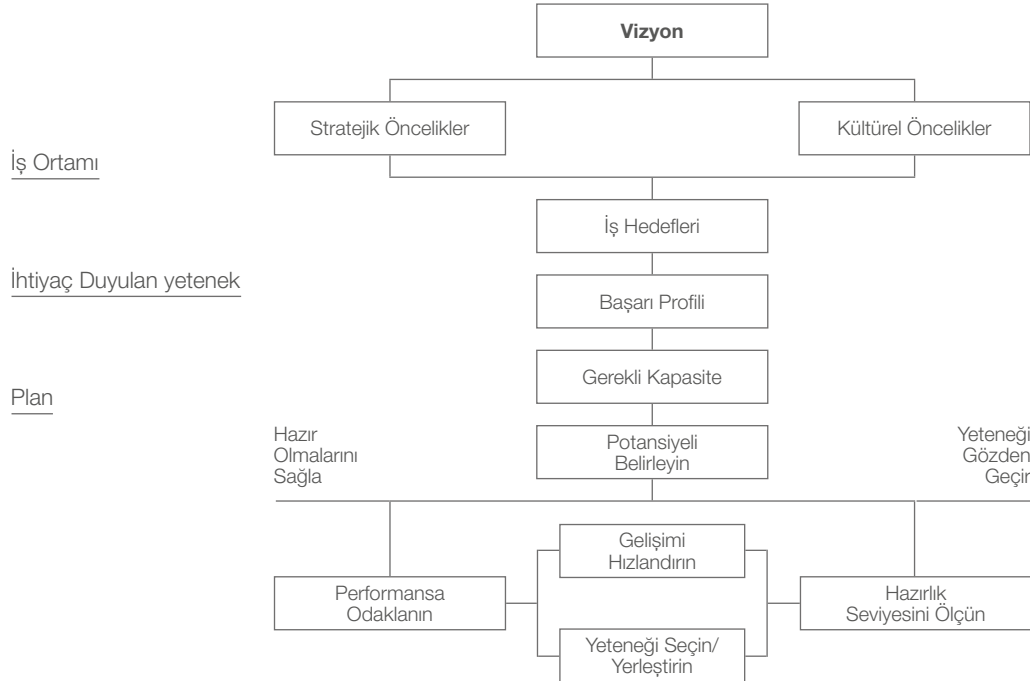 Vizyon
Stratejik Öncelikler
Kültürel Öncelikler
İş Ortamı
İş Hedefleri
İhtiyaç Duyulan yetenek
Başarı Profili
Gerekli Kapasite
Plan
Hazır
Olmalarını
Sağla
Potansiyeli
Belirleyin
Yeteneği
Gözden
Geçir
Gelişimi
Hızlandırın
Performansa
Odaklanın
Hazırlık
Seviyesini Ölçün
Yeteneği Seçin/
Yerleştirin